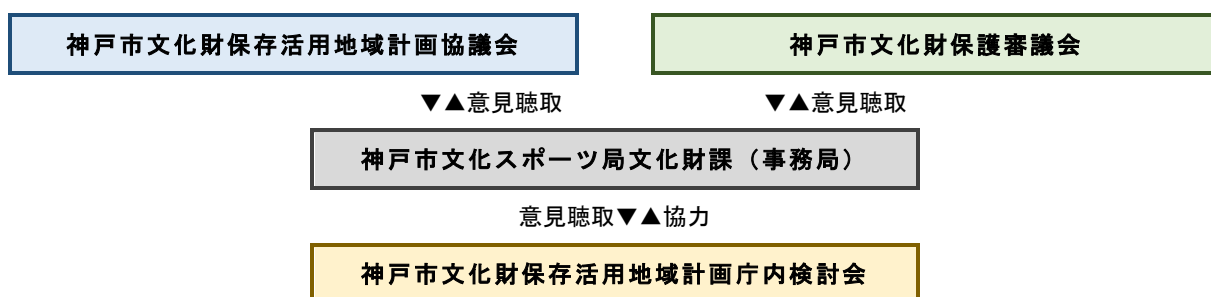 神戸市文化財保存活用地域計画協議会
神戸市文化財保護審議会
▼▲意見聴取
▼▲意見聴取
神戸市文化スポーツ局文化財課（事務局）
意見聴取▼▲協力
神戸市文化財保存活用地域計画庁内検討会